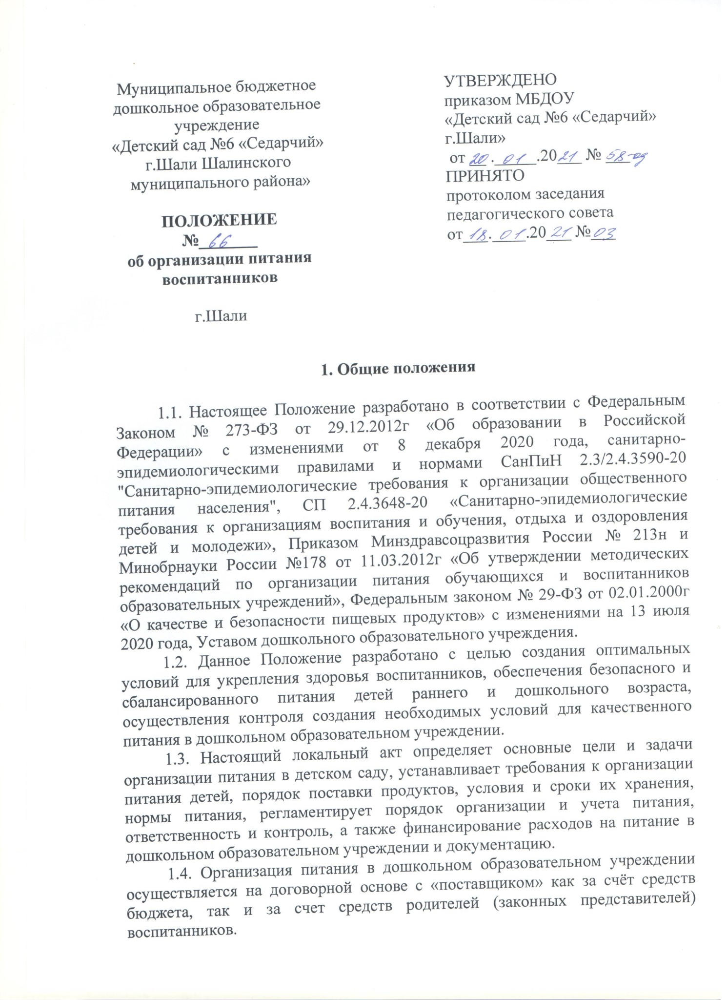 Муниципальное бюджетное
дошкольное образовательное
учреждение
«Детский сад №6 «Седарчий»
г.Шали Шалинского
муниципального района»
ПОЛОЖЕНИЕ
№ 66
об организации питания
воспитанников
г.Шали
УТВЕРЖДЕНО
приказом МБДОУ
«Детский сад №6 «Седарчий»
г.Шали»
от 20 . 01 .2021 № 58-од
ПРИНЯТО
протоколом заседания
педагогического совета
от 18. 01 .20 21 № 03
1. Общие положения
1.1. Настоящее Положение разработано в соответствии с Федеральным
Законом № 273-ФЗ от 29.12.2012г «Об образовании в Российской
Федерации» с изменениями от 8 декабря 2020 года, санитарно-
эпидемиологическими правилами и нормами СанПиН 2.3/2.4.3590-20
"Санитарно-эпидемиологические требования к организации общественного
питания населения", СП 2.4.3648-20 «Санитарно-эпидемиологические
требования к организациям воспитания и обучения, отдыха и оздоровления
детей и молодежи», Приказом Минздравсоцразвития России № 213н и
Минобрнауки России №178 от 11.03.2012г «Об утверждении методических
рекомендаций по организации питания обучающихся и воспитанников
образовательных учреждений», Федеральным законом № 29-ФЗ от 02.01.2000г
«О качестве и безопасности пищевых продуктов» с изменениями на 13 июля
2020 года, Уставом дошкольного образовательного учреждения.
1.2. Данное Положение разработано с целью создания оптимальных
условий для укрепления здоровья воспитанников, обеспечения безопасного и
сбалансированного питания детей раннего и дошкольного возраста,
осуществления контроля создания необходимых условий для качественного
питания в дошкольном образовательном учреждении.
1.3. Настоящий локальный акт определяет основные цели и задачи
организации питания в детском саду, устанавливает требования к организации
питания детей, порядок поставки продуктов, условия и сроки их хранения,
нормы питания, регламентирует порядок организации и учета питания,
ответственность и контроль, а также финансирование расходов на питание в
дошкольном образовательном учреждении и документацию.
1.4. Организация питания в дошкольном образовательном учреждении
осуществляется на договорной основе с «поставщиком» как за счёт средств
бюджета, так и за счет средств родителей (законных представителей)
воспитанников.